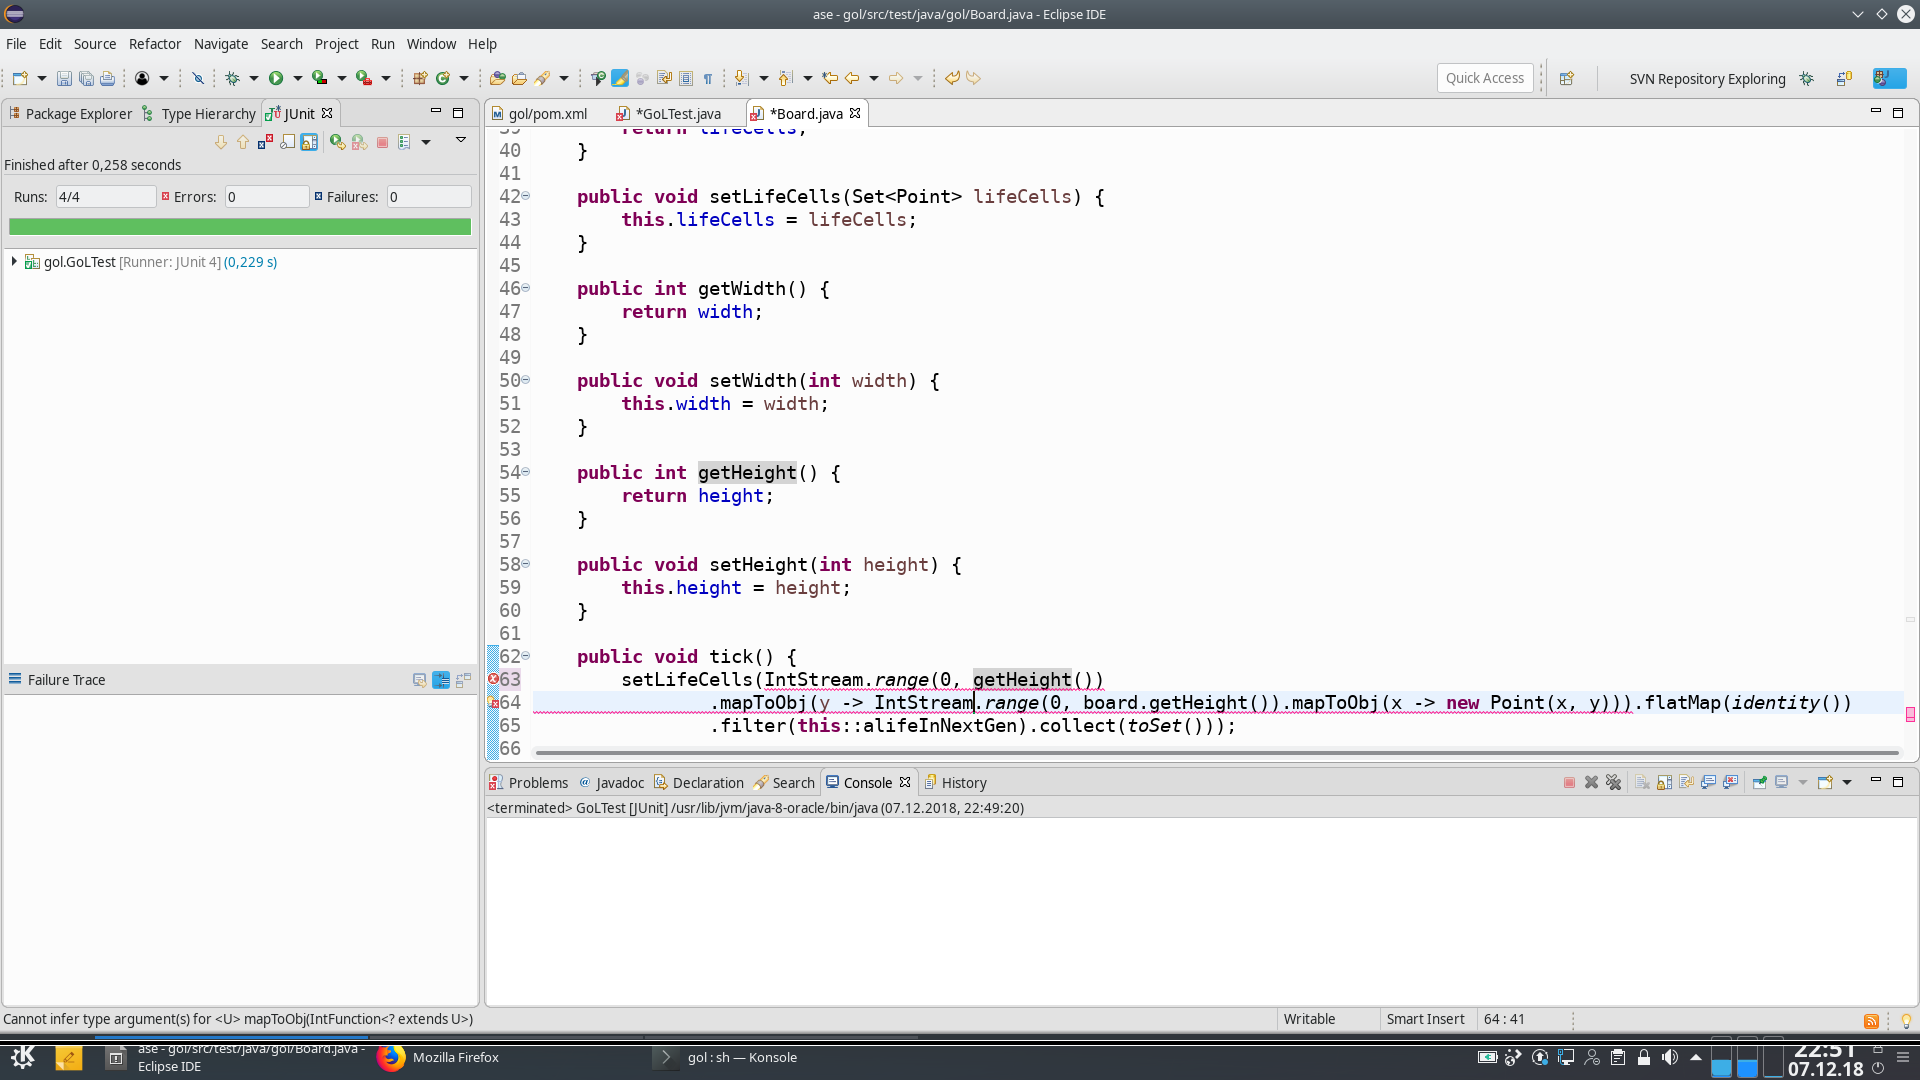 ase - gol/src/test/java/gol/Board.java - Eclipse IDE
File Edit Source Refactor Navigate Search Project Run Window Help
Quick Access
SVN Repository Exploring
Package Explorer Type Hierarchy JUnit
Finished after 0,258 seconds
Runs: 4/4 Errors: 0 Failures: 0
gol.GoLTest [Runner: JUnit 4] (0,229 s)
Failure Trace
gol/pom.xml *GoLTest.java *Board.java
39 return lifeCells;
40 }
41
42 public void setLifeCells(Set<Point> lifeCells) {
43 this.lifeCells = lifeCells;
44 }
45
46 public int getWidth() {
47 return width;
48 }
49
50 public void setWidth(int width) {
51 this.width = width;
52 }
53
54 public int getHeight() {
55 return height;
56 }
57
58 public void setHeight(int height) {
59 this.height = height;
60 }
61
62 public void tick() {
63 setLifeCells(IntStream.range(0, getHeight())
64 .mapToObj(y -> IntStream.range(0, board.getHeight()).mapToObj(x -> new Point(x, y))).flatMap(identity())
65 .filter(this::alifeInNextGen).collect(toSet()));
66
Problems Javadoc Declaration Search Console History
<terminated> GoLTest [JUnit] /usr/lib/jvm/java-8-oracle/bin/java (07.12.2018, 22:49:20)
Cannot infer type argument(s) for <U> mapToObj(IntFunction<? extends U>)
Writable Smart Insert 64 : 41
ase - gol/src/test/java/gol/Board.java -
Eclipse IDE
Mozilla Firefox
gol : sh — Konsole
22:51
07.12.18